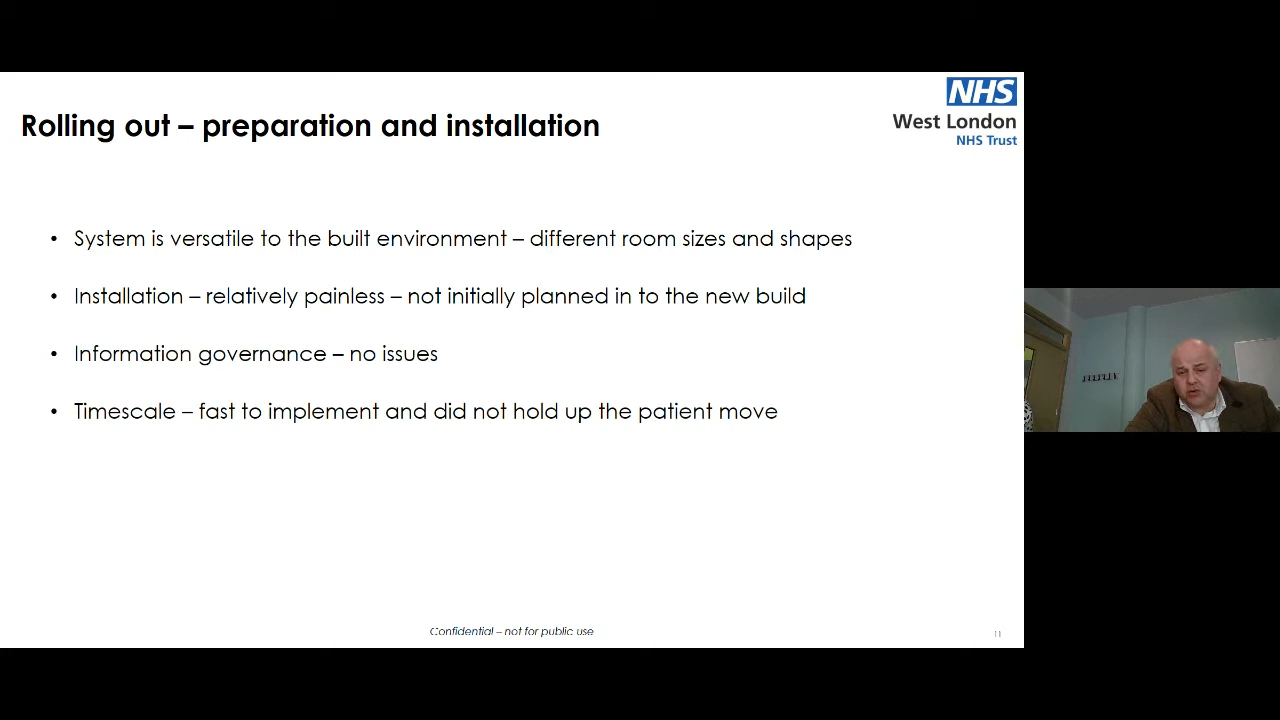 NHS
West London
NHS Trust
Rolling out – preparation and installation
• System is versatile to the built environment – different room sizes and shapes
• Installation – relatively painless – not initially planned in to the new build
• Information governance – no issues
• Timescale – fast to implement and did not hold up the patient move
Confidential – not for public use
11